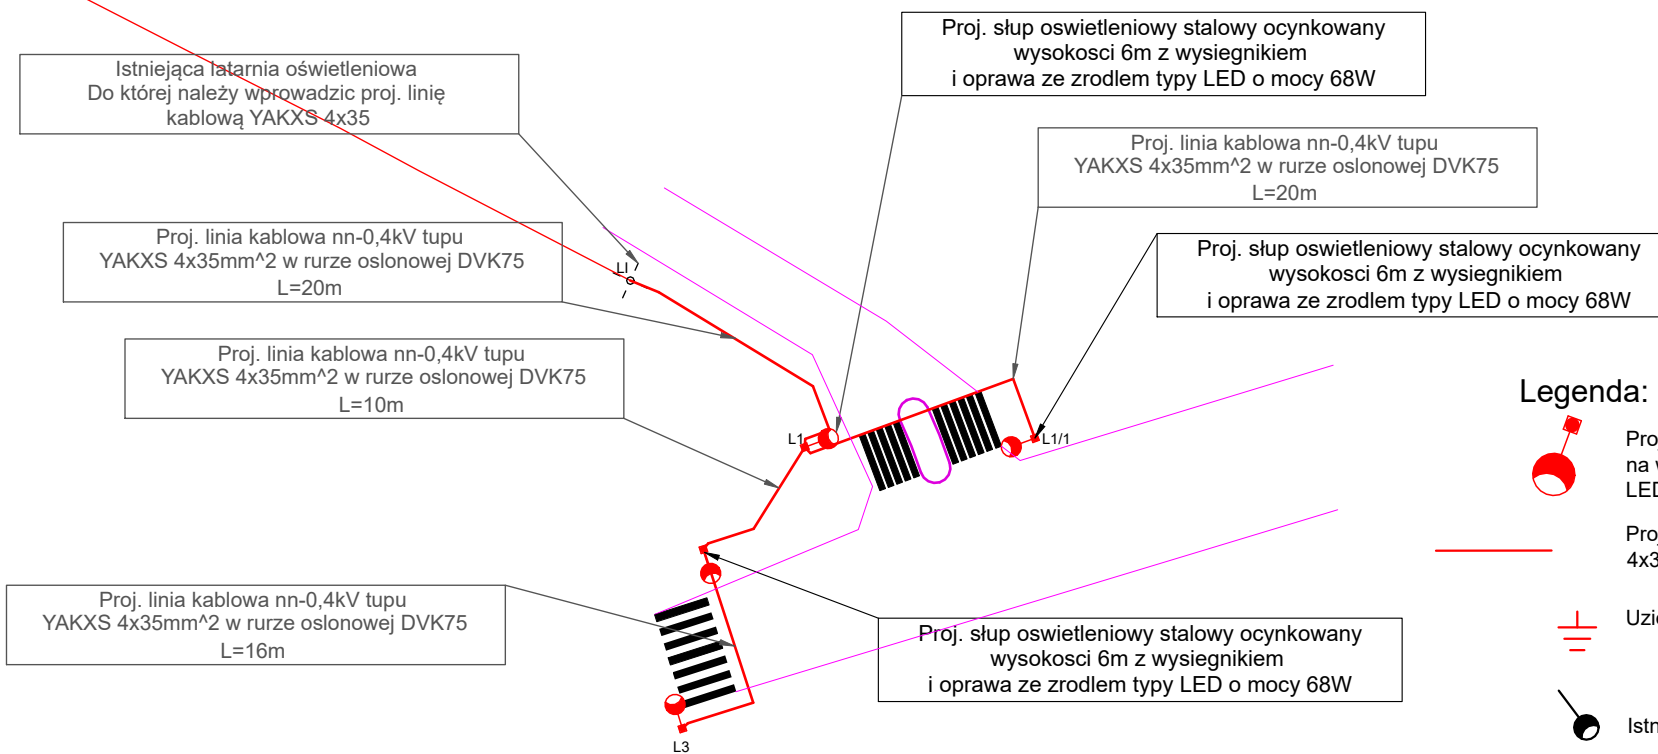 Proj. słup oswietleniowy stalowy ocynkowany
wysokosci 6m z wysiegnikiem
i oprawa ze zrodlem typy LED o mocy 68W
Istniejąca latarnia oświetleniowa
Do której należy wprowadzic proj. linię
kablową YAKXS 4x35
Proj. linia kablowa nn-0,4kV tupu
YAKXS 4x35mm^2 w rurze oslonowej DVK75
L=20m
Proj. linia kablowa nn-0,4kV tupu
YAKXS 4x35mm^2 w rurze oslonowej DVK75
L=20m
Proj. słup oswietleniowy stalowy ocynkowany
wysokosci 6m z wysiegnikiem
i oprawa ze zrodlem typy LED o mocy 68W
LI
Proj. linia kablowa nn-0,4kV tupu
YAKXS 4x35mm^2 w rurze oslonowej DVK75
L=10m
L1
L1/1
Legenda:
Proj
na w
LED
Proj
4x3
Uzie
Istn
Proj. linia kablowa nn-0,4kV tupu
YAKXS 4x35mm^2 w rurze oslonowej DVK75
L=16m
Proj. słup oswietleniowy stalowy ocynkowany
wysokosci 6m z wysiegnikiem
i oprawa ze zrodlem typy LED o mocy 68W
L3